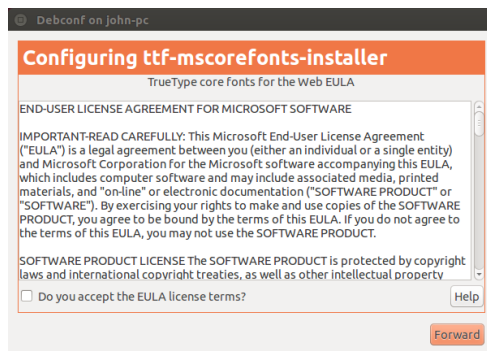 Debconf on john-pc
Configuring ttf-mscorefonts-installer
TrueType core fonts for the Web EULA
END-USER LICENSE AGREEMENT FOR MICROSOFT SOFTWARE
IMPORTANT-READ CAREFULLY: This Microsoft End-User License Agreement
("EULA") is a legal agreement between you (either an individual or a single entity)
and Microsoft Corporation for the Microsoft software accompanying this EULA,
which includes computer software and may include associated media, printed
materials, and "on-line" or electronic documentation ("SOFTWARE PRODUCT" or
"SOFTWARE"). By exercising your rights to make and use copies of the SOFTWARE
PRODUCT, you agree to be bound by the terms of this EULA. If you do not agree to
the terms of this EULA, you may not use the SOFTWARE PRODUCT.
SOFTWARE PRODUCT LICENSE The SOFTWARE PRODUCT is protected by copyright
laws and international copyright treaties, as well as other intellectual property
Do you accept the EULA license terms?
Help
Forward